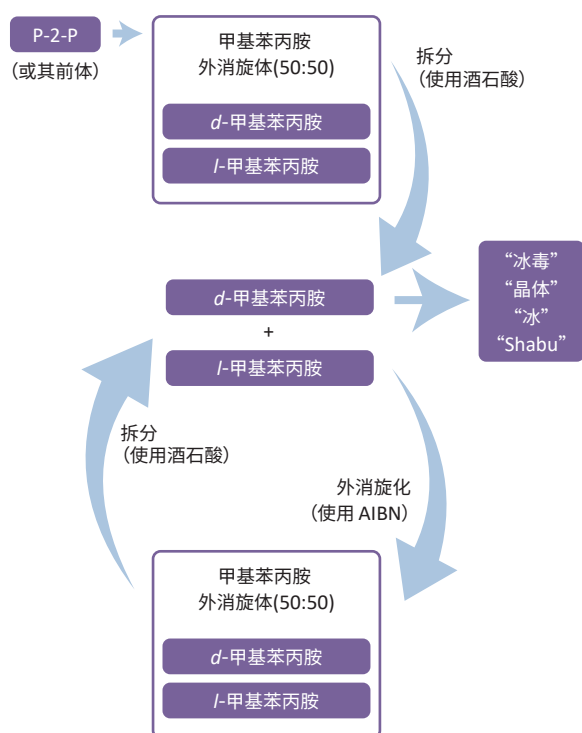 P-2-P
(或其前体)
甲基苯丙胺
外消旋体(50:50)
d-甲基苯丙胺
l-甲基苯丙胺
拆分
(使用酒石酸)
d-甲基苯丙胺
+
l-甲基苯丙胺
“冰毒”
“晶体”
“冰”
“Shabu”
拆分
(使用酒石酸)
外消旋化
(使用 AIBN)
甲基苯丙胺
外消旋体(50:50)
d-甲基苯丙胺
l-甲基苯丙胺